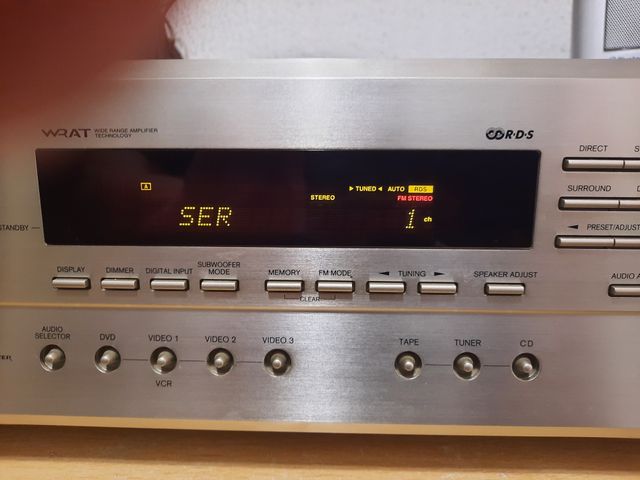 WRAT WIDE RANGE AMPLIFIER
TECHNOLOGY
R·D·S
DIRECT
A
▶ TUNED ◀ AUTO RDS
STEREO FM STEREO
SER 1 ch
SURROUND
STANDBY
◀ PRESET/ADJUST
DISPLAY DIMMER DIGITAL INPUT SUBWOOFER MODE MEMORY FM MODE ◀ TUNING ▶ SPEAKER ADJUST
AUDIO
CLEAR
AUDIO SELECTOR DVD VIDEO 1 VIDEO 2 VIDEO 3 TAPE TUNER CD
VCR